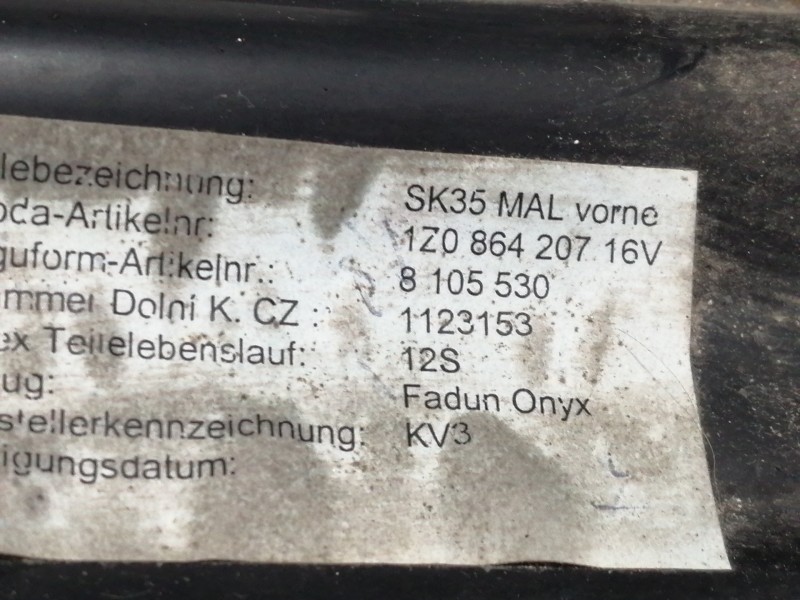 lebezeichnung: SK35 MAL vorne
oda-Artikelnr: 1Z0 864 207 16V
guform-Artikelnr.: 8 105 530
mmel Dolni K. CZ : 1123153
ex Teilelebenslauf: 12S
ug: Fadun Onyx
stellerkennzeichnung: KV3
igungsdatum: